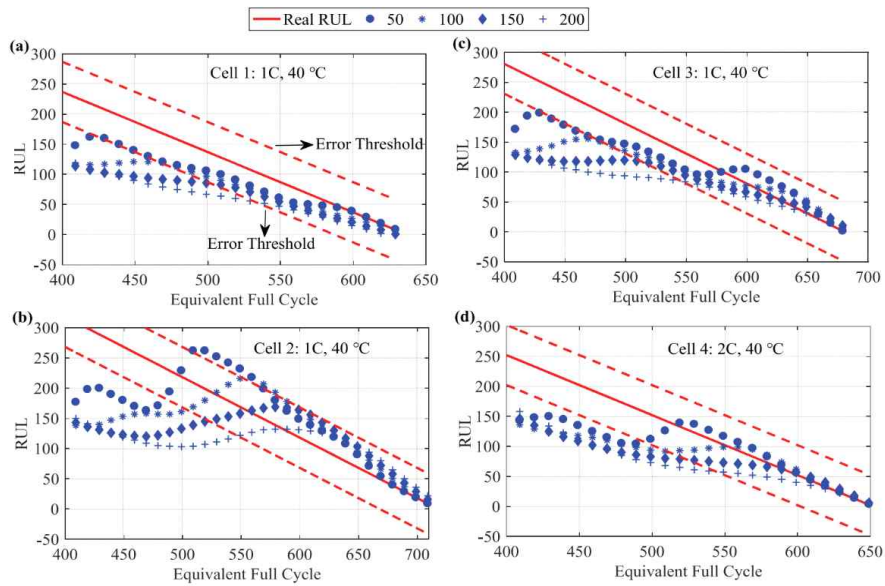 Real RUL 50 100 150 200
(a)
300
250
200
150
100
50
0
-50
RUL
Cell 1: 1C, 40 °C
Error Threshold
Error Threshold
400 450 500 550 600 650
Equivalent Full Cycle
(c)
300
250
200
150
100
50
0
-50
RUL
Cell 3: 1C, 40 °C
400 450 500 550 600 650 700
Equivalent Full Cycle
(b)
300
250
200
150
100
50
0
-50
RUL
Cell 2: 1C, 40 °C
400 450 500 550 600 650 700
Equivalent Full Cycle
(d)
300
250
200
150
100
50
0
-50
RUL
Cell 4: 2C, 40 °C
400 450 500 550 600 650
Equivalent Full Cycle